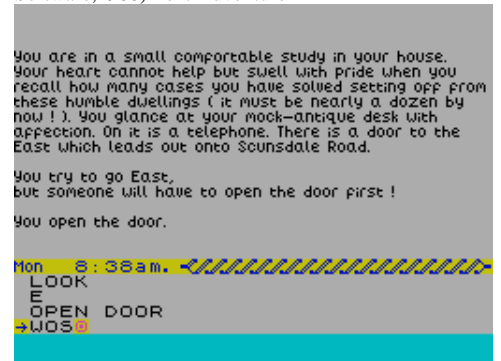 You are in a small comfortable study in your house.
Your heart cannot help but swell with pride when you
recall how many cases you have solved setting off from
these humble dwellings ( it must be nearly a dozen by
now ! ). You glance at your mock-antique desk with
affection. On it is a telephone. There is a door to the
East which leads out onto Scunsdale Road.
You try to go East,
but someone will have to open the door first !
You open the door.
Mon 8:38am.
LOOK
E
OPEN DOOR
→WOS